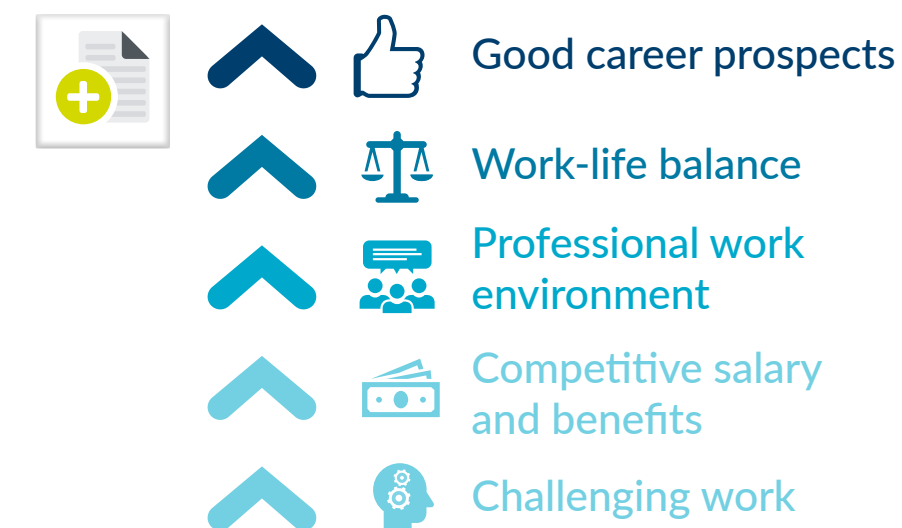 Good career prospects
Work-life balance
Professional work
environment
Competitive salary
and benefits
Challenging work